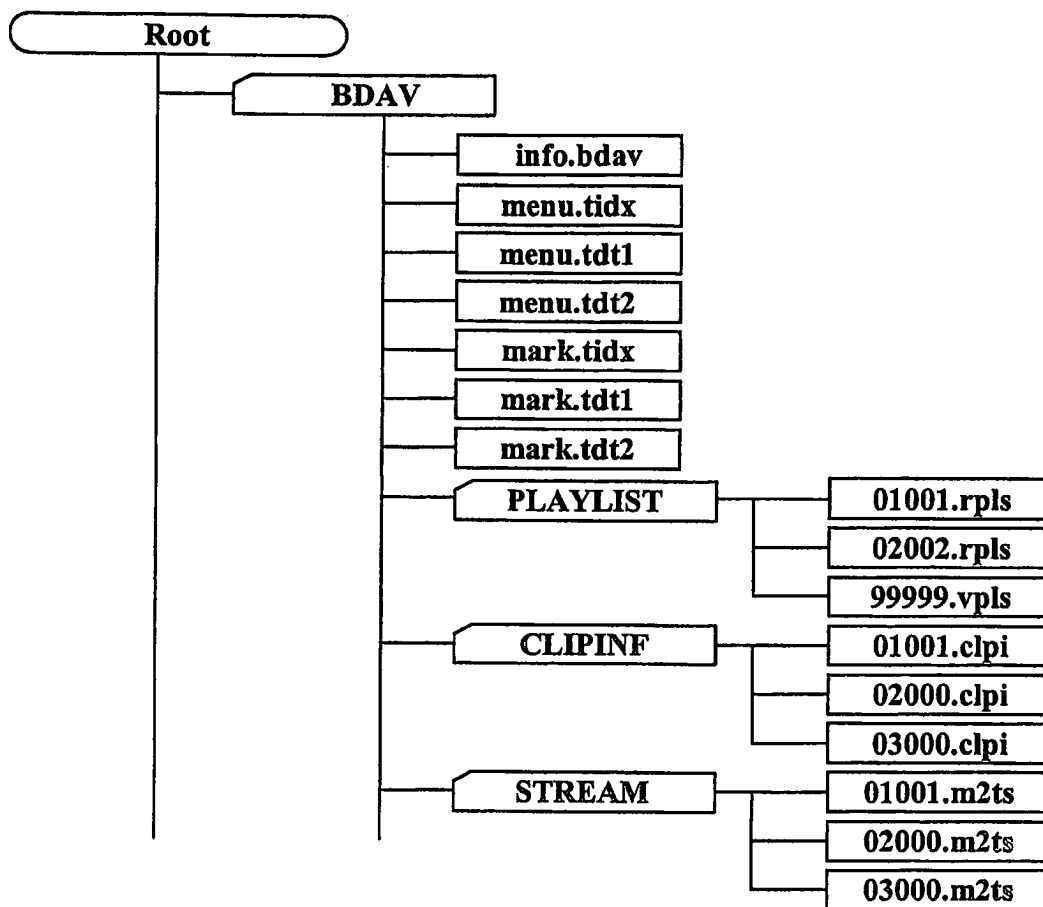 Root
BDAV
info.bdav
menu.tidx
menu.tdt1
menu.tdt2
mark.tidx
mark.tdt1
mark.tdt2
PLAYLIST
01001.rpls
02002.rpls
99999.vpls
CLIPINF
01001.clpi
02000.clpi
03000.clpi
STREAM
01001.m2ts
02000.m2ts
03000.m2ts